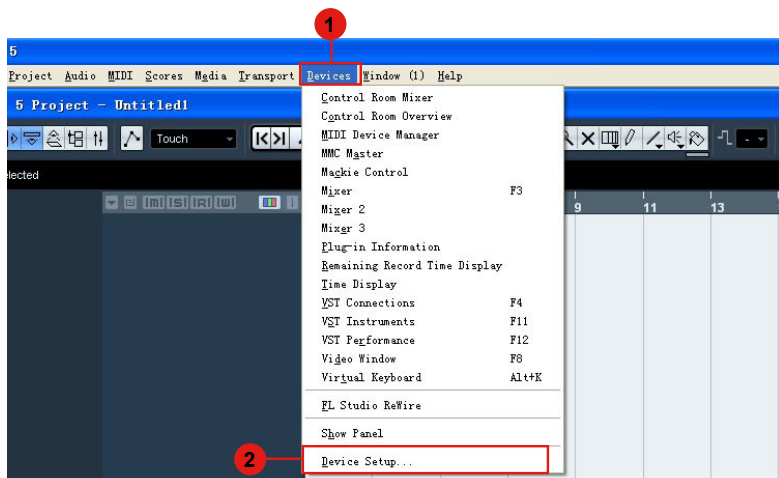 1
5
Project Audio MIDI Scores Media Transport Devices Window (1) Help
5 Project - Untitled1
Touch
lected
Control Room Mixer
Control Room Overview
MIDI Device Manager
MMC Master
Mackie Control
Mixer F3
Mixer 2
Mixer 3
Plug-in Information
Remaining Record Time Display
Time Display
VST Connections F4
VST Instruments F11
VST Performance F12
Video Window F8
Virtual Keyboard Alt+K
FL Studio ReWire
Show Panel
2 Device Setup...
M S R W
9 11 13